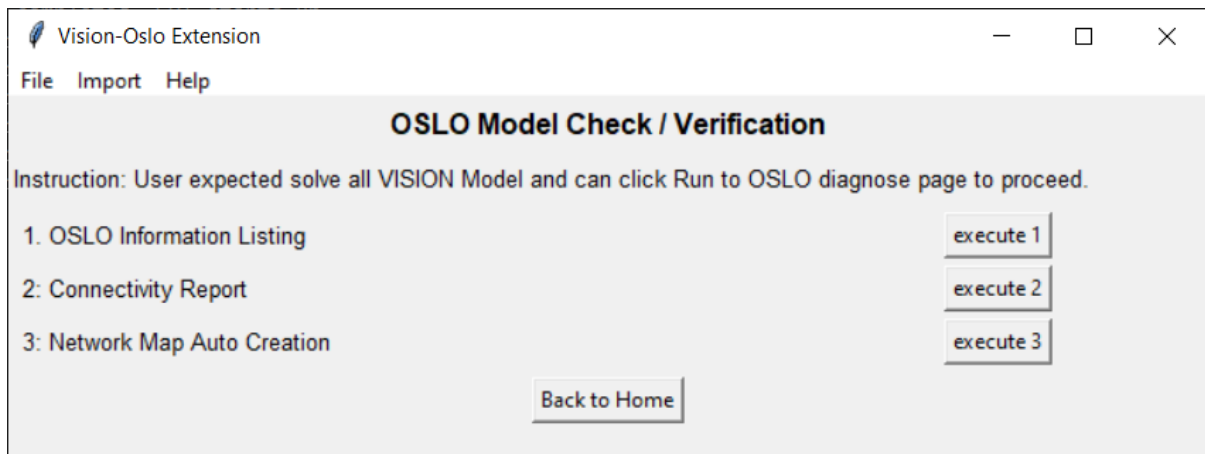 Vision-Oslo Extension
File Import Help
OSLO Model Check / Verification
Instruction: User expected solve all VISION Model and can click Run to OSLO diagnose page to proceed.
1. OSLO Information Listing execute 1
2: Connectivity Report execute 2
3: Network Map Auto Creation execute 3
Back to Home